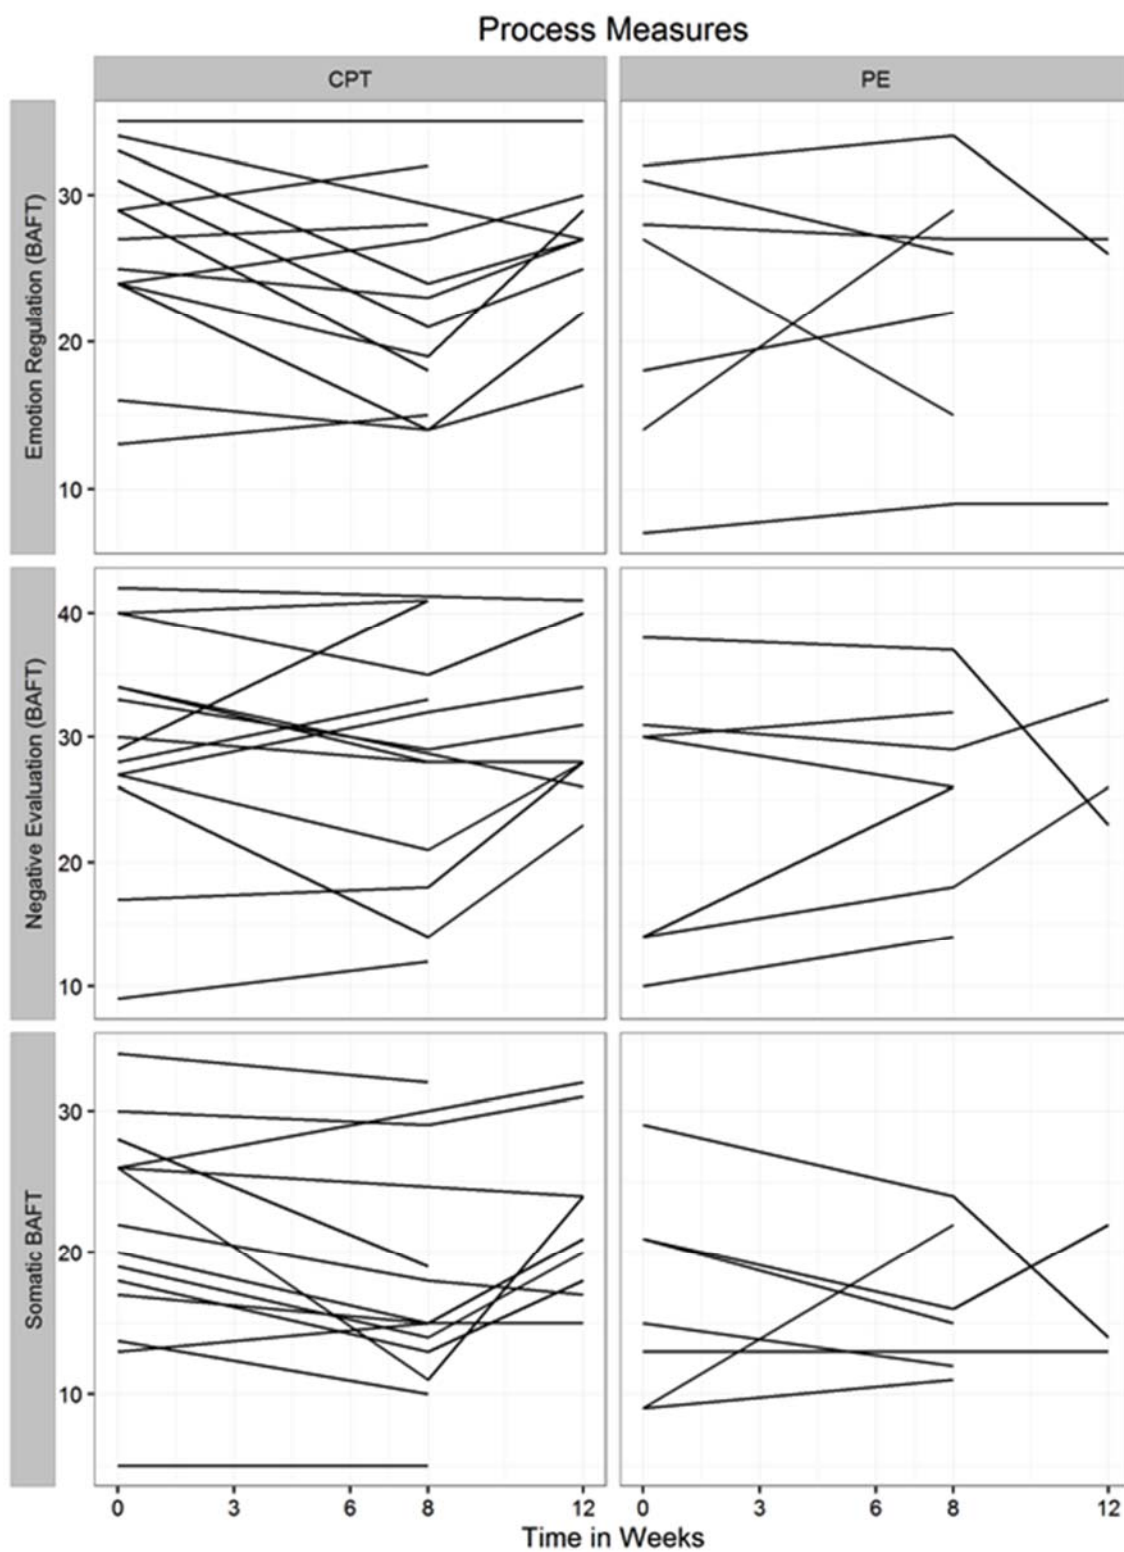 Process Measures
CPT
PE
Emotion Regulation (BAFT)
30
20
10
Negative Evaluation (BAFT)
40
30
20
10
Somatic BAFT
30
20
10
0 3 6 8 12
0 3 6 8 12
Time in Weeks